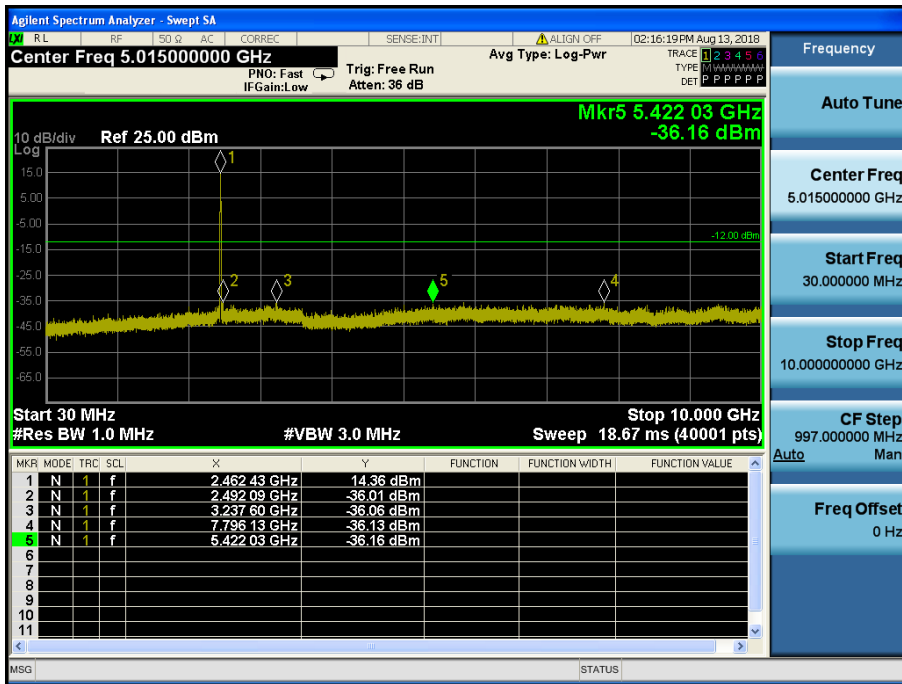 Agilent Spectrum Analyzer - Swept SA
LXI RL RF 50 Ω AC CORREC SENSE:INT ALIGN OFF 02:16:19 PM Aug 13, 2018
Center Freq 5.015000000 GHz
PNO: Fast
IFGain:Low
Trig: Free Run
Atten: 36 dB
Avg Type: Log-Pwr
TRACE 1 2 3 4 5 6
TYPE M WWWWW
DET P P P P P P
Mkr5 5.422 03 GHz
-36.16 dBm
10 dB/div Ref 25.00 dBm
Log
15.0
5.00
-5.00
-15.0
-25.0
-35.0
-45.0
-55.0
-65.0
1
2
3
5
4
-12.00 dBm
Start 30 MHz Stop 10.000 GHz
#Res BW 1.0 MHz #VBW 3.0 MHz Sweep 18.67 ms (40001 pts)
MKR MODE TRC SCL X Y FUNCTION FUNCTION WIDTH FUNCTION VALUE
1 N 1 f 2.462 43 GHz 14.36 dBm
2 N 1 f 2.492 09 GHz -36.01 dBm
3 N 1 f 3.237 60 GHz -36.06 dBm
4 N 1 f 7.796 13 GHz -36.13 dBm
5 N 1 f 5.422 03 GHz -36.16 dBm
6
7
8
9
10
11
MSG STATUS
Frequency
Auto Tune
Center Freq
5.015000000 GHz
Start Freq
30.000000 MHz
Stop Freq
10.000000000 GHz
CF Step
997.000000 MHz
Auto Man
Freq Offset
0 Hz